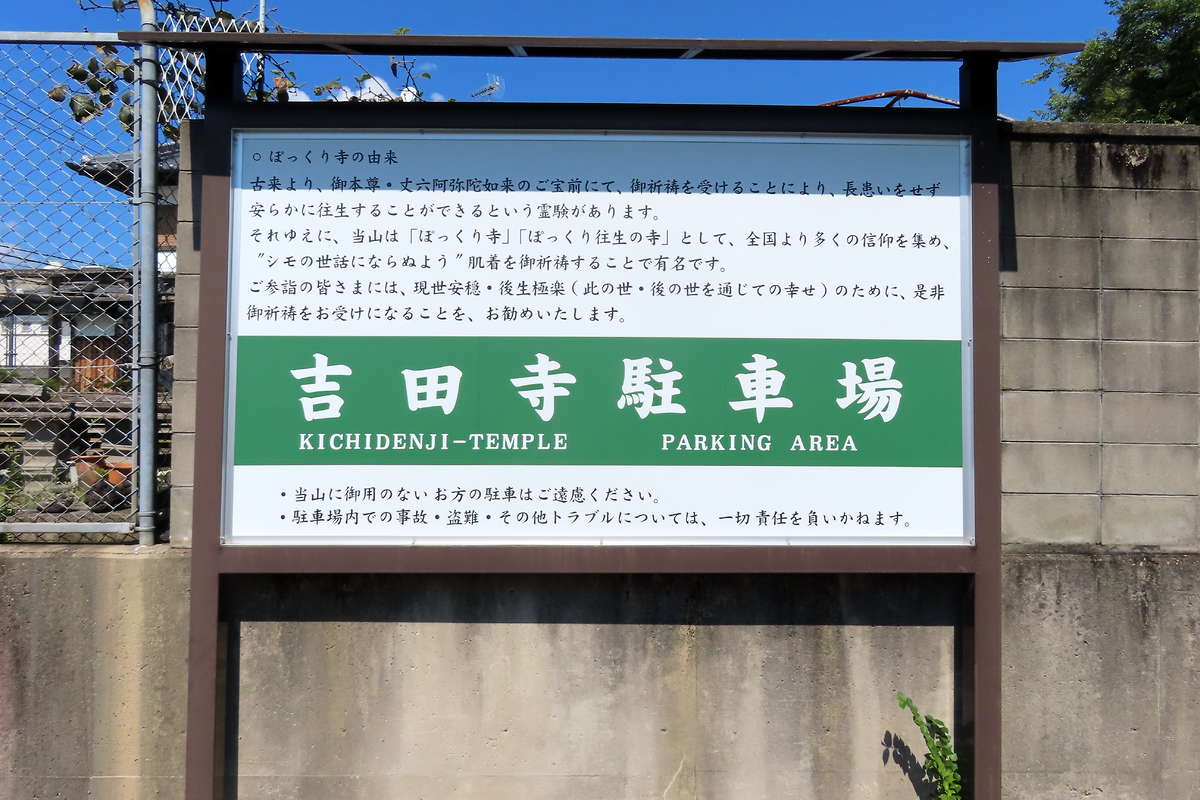 ○ ぽっくり寺の由来
古来より、御本尊・丈六阿弥陀如来のご宝前にて、御祈祷を受けることにより、長患いをせず
安らかに往生することができるという霊験があります。
それゆえに、当山は「ぽっくり寺」「ぽっくり往生の寺」として、全国より多くの信仰を集め、
〝シモの世話にならぬよう〞肌着を御祈祷することで有名です。
ご参詣の皆さまには、現世安穏・後生極楽(此の世・後の世を通じての幸せ)のために、是非
御祈祷をお受けになることを、お勧めいたします。
吉田寺駐車場
KICHIDENJI-TEMPLE PARKING AREA
・当山に御用のないお方の駐車はご遠慮ください。
・駐車場内での事故・盗難・その他トラブルについては、一切責任を負いかねます。